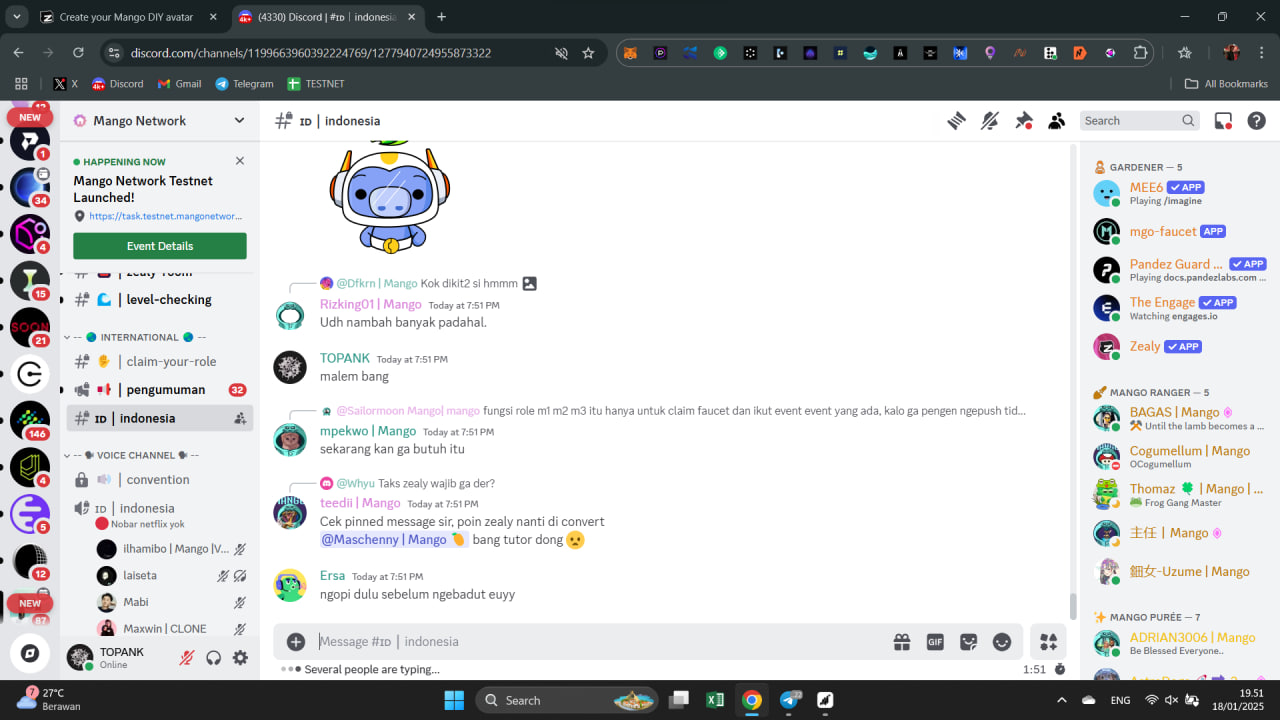 Create your Mango DIY avatar
(4330) Discord | #ɪᴅ | indonesia
discord.com/channels/1199663960392224769/1277940724955873322
X
Discord
Gmail
Telegram
TESTNET
All Bookmarks
NEW
1
34
4
15
21
SOON
146
4
5
12
NEW
87
Mango Network
HAPPENING NOW
Mango Network Testnet
Launched!
https://task.testnet.mangonetwor...
Event Details
zealy-room
| level-checking
-- 🌏 INTERNATIONAL 🌏 --
| claim-your-role
| pengumuman
32
ɪᴅ | indonesia
-- 🗣 VOICE CHANNEL 🗣 --
| convention
ɪᴅ | indonesia
Nobar netflix yok
ilhamibo | Mango |V...
laiseta
Mabi
Maxwin | CLONE
TOPANK
Online
ɪᴅ | indonesia
Search
@Dfkrn | Mango Kok dikit2 si hmmm
Rizking01 | Mango Today at 7:51 PM
Udh nambah banyak padahal.
TOPANK Today at 7:51 PM
malem bang
@Sailormoon Mango| mango fungsi role m1 m2 m3 itu hanya untuk claim faucet dan ikut event event yang ada, kalo ga pengen ngepush tid...
mpekwo | Mango Today at 7:51 PM
sekarang kan ga butuh itu
@Whyu Taks zealy wajib ga der?
teedii | Mango Today at 7:51 PM
Cek pinned message sir, poin zealy nanti di convert
@Maschenny | Mango 🥭 bang tutor dong 😦
Ersa Today at 7:51 PM
ngopi dulu sebelum ngebadut euyy
Message #ɪᴅ | indonesia
GIF
Several people are typing...
1:51
GARDENER — 5
MEE6 ✓ APP
Playing /imagine
mgo-faucet APP
Pandez Guard ... ✓ APP
Playing docs.pandezlabs.com ...
The Engage ✓ APP
Watching engages.io
Zealy ✓ APP
MANGO RANGER — 5
BAGAS | Mango
⚒️ Until the lamb becomes a ...
Cogumellum | Mango
OCogumellum
Thomaz 🍀 | Mango | ...
🐸 Frog Gang Master
主任 | Mango
鈿女-Uzume | Mango
MANGO PURÉE — 7
ADRIAN3006 | Mango
Be Blessed Everyone..
7
27°C
Berawan
Search
22
ENG
19.51
18/01/2025